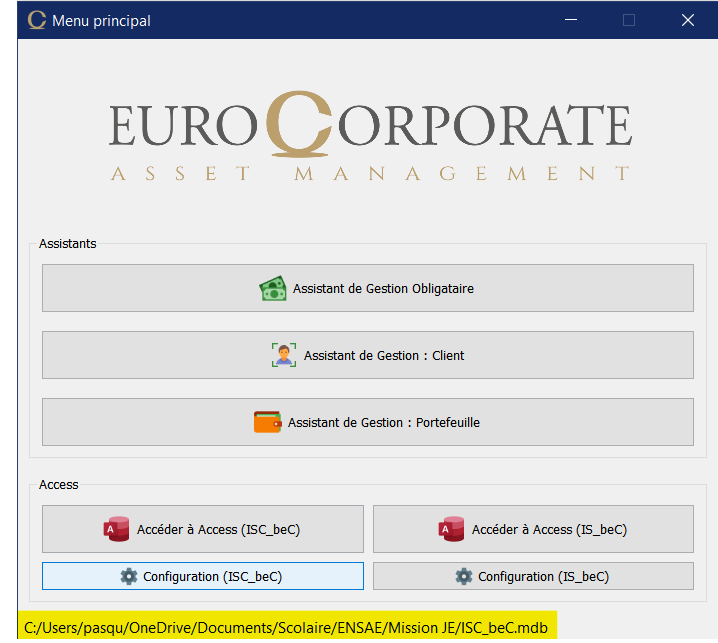 Menu principal
EUROCORPORATE
ASSET MANAGEMENT
Assistants
Assistant de Gestion Obligataire
Assistant de Gestion : Client
Assistant de Gestion : Portefeuille
Access
A Accéder à Access (ISC_beC)
A Accéder à Access (IS_beC)
Configuration (ISC_beC)
Configuration (IS_beC)
C:/Users/pasqu/OneDrive/Documents/Scolaire/ENSAE/Mission JE/ISC_beC.mdb